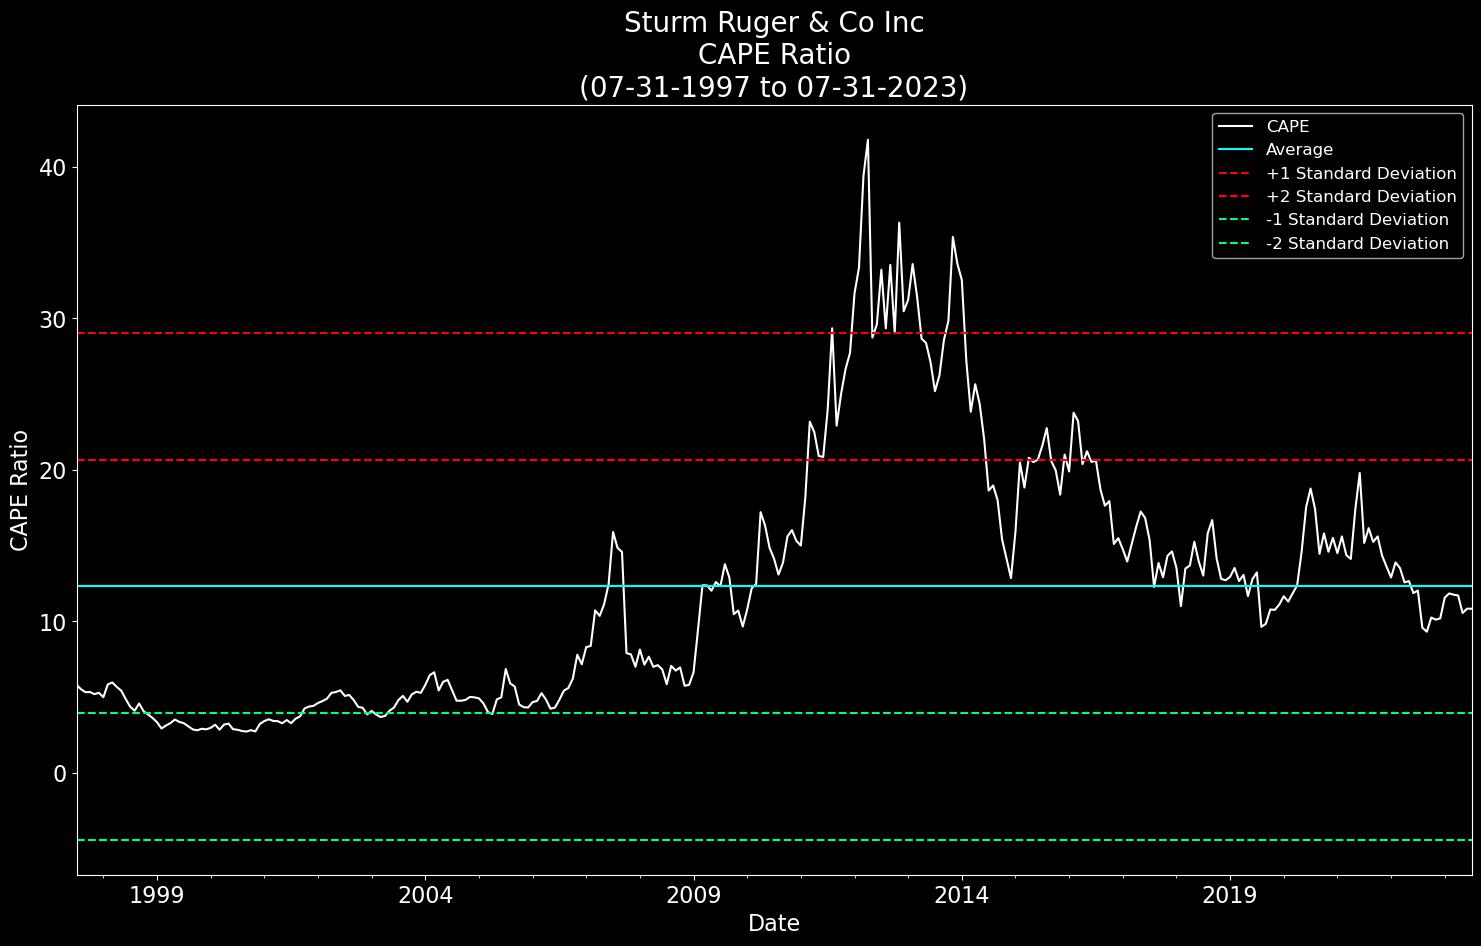 Sturm Ruger & Co Inc
CAPE Ratio
(07-31-1997 to 07-31-2023)
CAPE
Average
+1 Standard Deviation
+2 Standard Deviation
-1 Standard Deviation
-2 Standard Deviation
40
30
20
10
0
CAPE Ratio
1999 2004 2009 2014 2019
Date